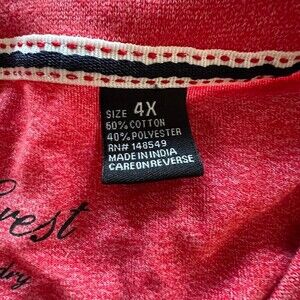 SIZE 4X
60% COTTON
40% POLYESTER
RN# 148549
MADE IN INDIA
CARE ON REVERSE